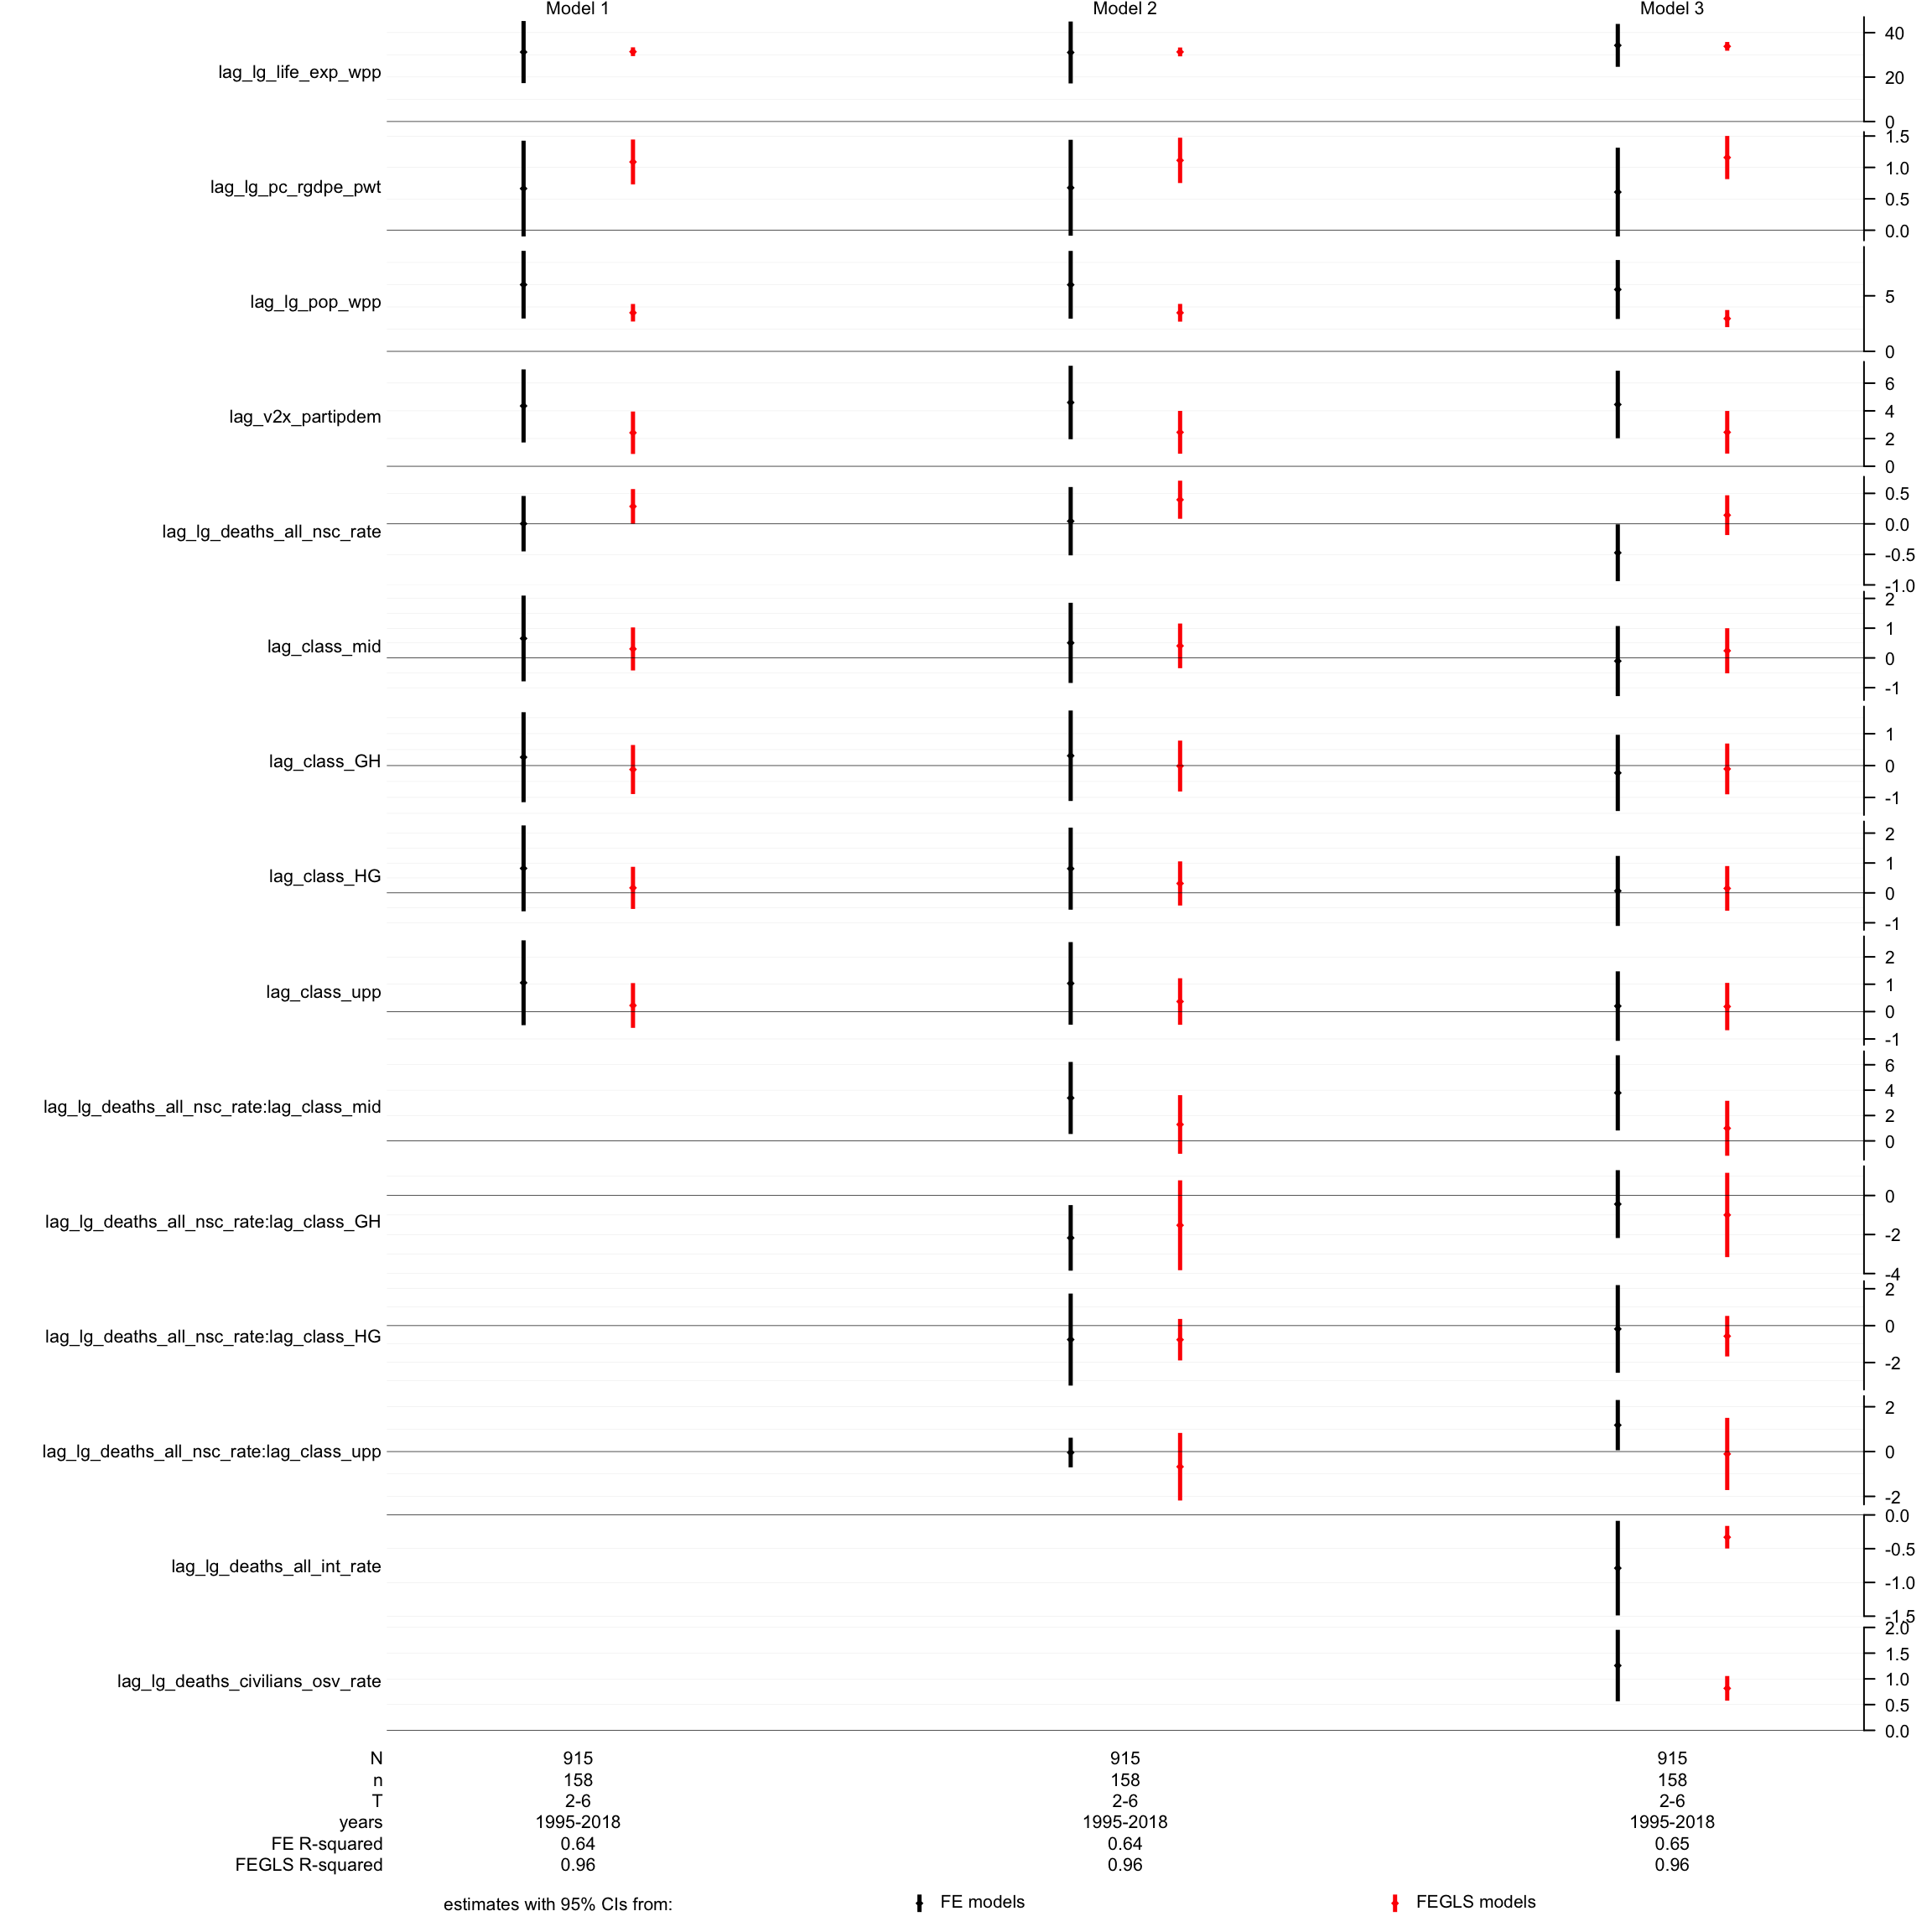 Model 1 Model 2 Model 3
lag_lg_life_exp_wpp
40
20
0
lag_lg_pc_rgdpe_pwt
1.5
1.0
0.5
0.0
lag_lg_pop_wpp
5
0
lag_v2x_partipdem
6
4
2
0
lag_lg_deaths_all_nsc_rate
0.5
0.0
-0.5
-1.0
lag_class_mid
2
1
0
-1
lag_class_GH
1
0
-1
lag_class_HG
2
1
0
-1
lag_class_upp
2
1
0
-1
lag_lg_deaths_all_nsc_rate:lag_class_mid
6
4
2
0
lag_lg_deaths_all_nsc_rate:lag_class_GH
0
-2
-4
lag_lg_deaths_all_nsc_rate:lag_class_HG
2
0
-2
lag_lg_deaths_all_nsc_rate:lag_class_upp
2
0
-2
lag_lg_deaths_all_int_rate
0.0
-0.5
-1.0
-1.5
lag_lg_deaths_civilians_osv_rate
2.0
1.5
1.0
0.5
0.0
N 915 915 915
n 158 158 158
T 2-6 2-6 2-6
years 1995-2018 1995-2018 1995-2018
FE R-squared 0.64 0.64 0.65
FEGLS R-squared 0.96 0.96 0.96
estimates with 95% CIs from: FE models FEGLS models